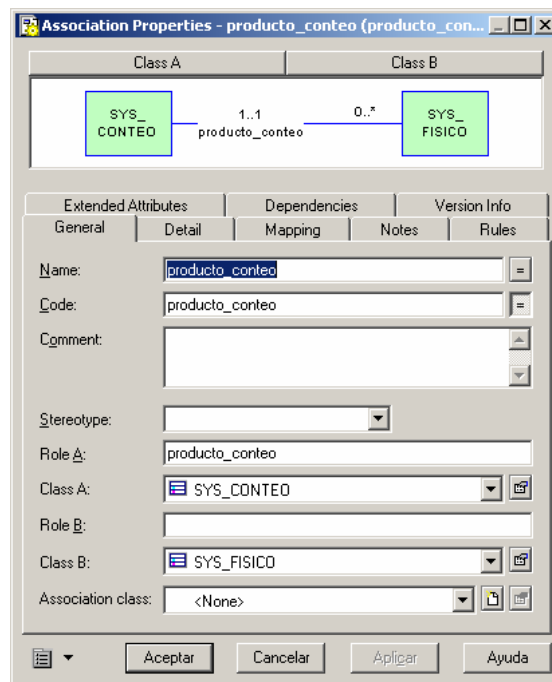 Association Properties - producto_conteo (producto_con...
Class A
Class B
SYS_
CONTEO
1..1
producto_conteo
0..*
SYS_
FISICO
Extended Attributes
Dependencies
Version Info
General
Detail
Mapping
Notes
Rules
Name:
producto_conteo
=
Code:
producto_conteo
=
Comment:
Stereotype:
Role A:
producto_conteo
Class A:
SYS_CONTEO
Role B:
Class B:
SYS_FISICO
Association class:
<None>
Aceptar
Cancelar
Aplicar
Ayuda